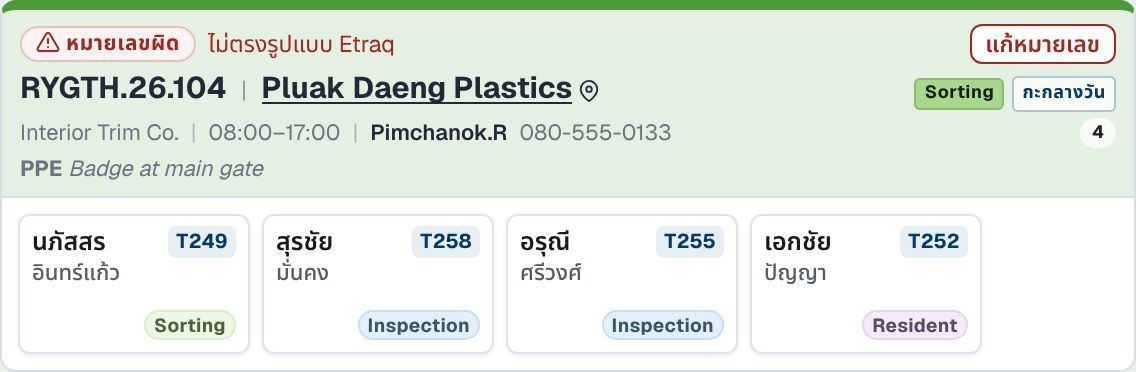 หมายเลขผิด ไม่ตรงรูปแบบ Etraq แก้หมายเลข
RYGTH.26.104 | Pluak Daeng Plastics Sorting กะกลางวัน
Interior Trim Co. | 08:00–17:00 | Pimchanok.R 080-555-0133 4
PPE Badge at main gate
นภัสสร T249
อินทร์แก้ว
Sorting
สุรชัย T258
มั่นคง
Inspection
อรุณี T255
ศรีวงศ์
Inspection
เอกชัย T252
ปัญญา
Resident